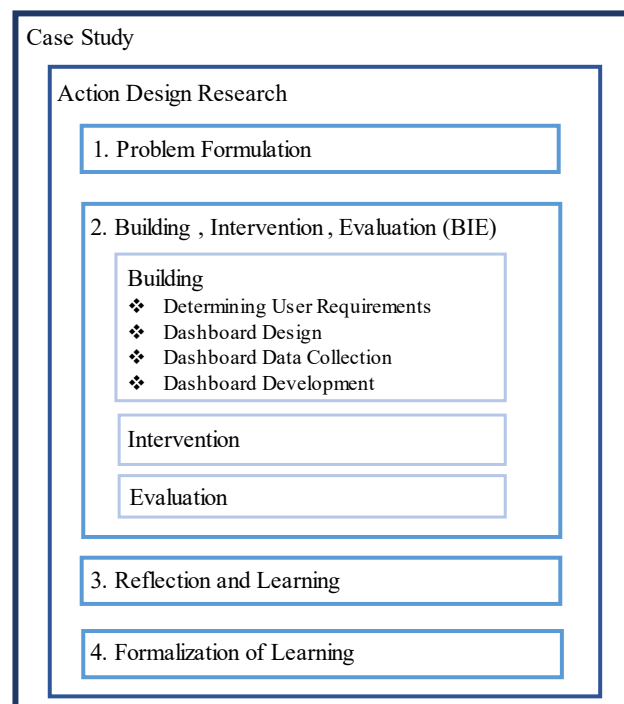 Case Study
Action Design Research
1. Problem Formulation
2. Building , Intervention , Evaluation (BIE)
Building
❖ Determining User Requirements
❖ Dashboard Design
❖ Dashboard Data Collection
❖ Dashboard Development
Intervention
Evaluation
3. Reflection and Learning
4. Formalization of Learning